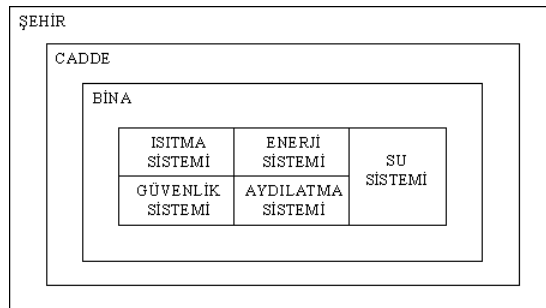 ŞEHİR
CADDE
BİNA
ISITMA
SİSTEMİ
ENERJİ
SİSTEMİ
SU
SİSTEMİ
GÜVENLİK
SİSTEMİ
AYDILATMA
SİSTEMİ